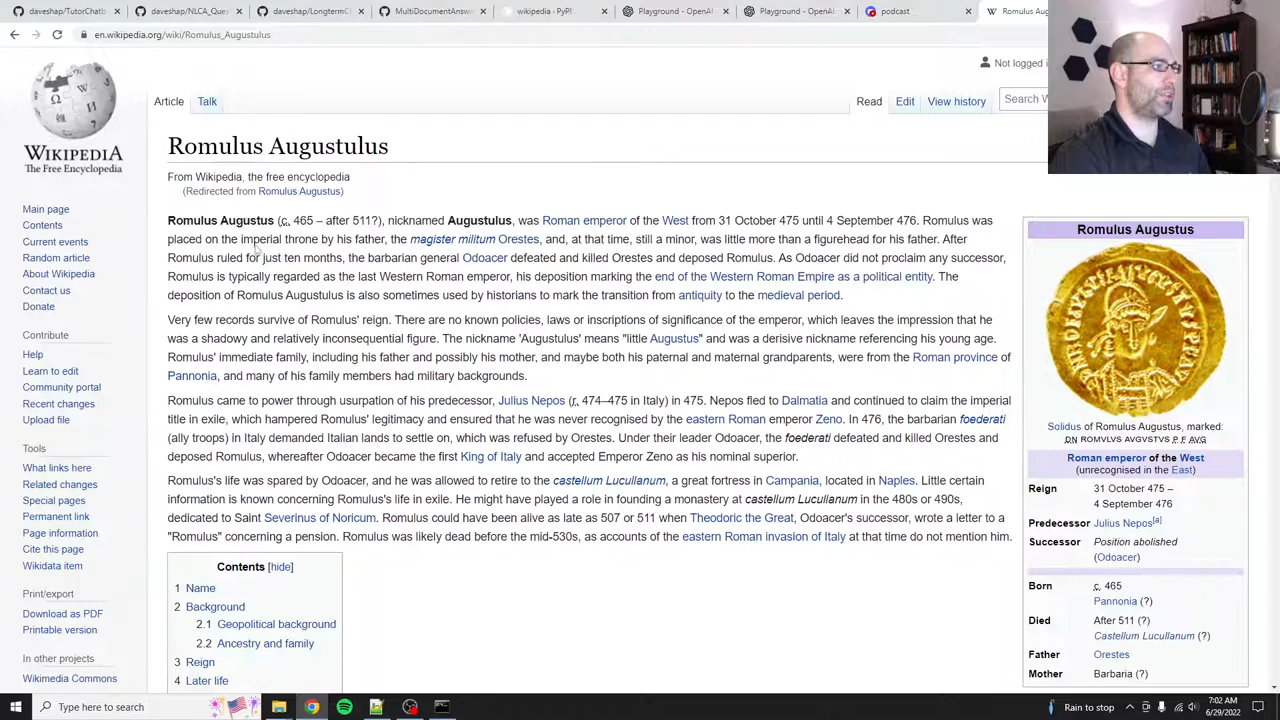 daveshap/TutorChatb
daveshap/NLCA_Ques
daveshap/LongtermC
MultiDocumentAnsw
wikipedia - PyPI
Playground - OpenAI
Playground - OpenAI
podcast
Romulus Aug
en.wikipedia.org/wiki/Romulus_Augustulus
Not logged i
Article Talk
Read Edit View history
Search W
WIKIPEDIA
The Free Encyclopedia
Romulus Augustulus
From Wikipedia, the free encyclopedia
(Redirected from Romulus Augustus)
Main page
Contents
Current events
Random article
About Wikipedia
Contact us
Donate
Contribute
Help
Learn to edit
Community portal
Recent changes
Upload file
Tools
What links here
Related changes
Special pages
Permanent link
Page information
Cite this page
Wikidata item
Print/export
Download as PDF
Printable version
In other projects
Wikimedia Commons
Romulus Augustus (c. 465 – after 511?), nicknamed Augustulus, was Roman emperor of the West from 31 October 475 until 4 September 476. Romulus was
placed on the imperial throne by his father, the magister militum Orestes, and, at that time, still a minor, was little more than a figurehead for his father. After
Romulus ruled for just ten months, the barbarian general Odoacer defeated and killed Orestes and deposed Romulus. As Odoacer did not proclaim any successor,
Romulus is typically regarded as the last Western Roman emperor, his deposition marking the end of the Western Roman Empire as a political entity. The
deposition of Romulus Augustulus is also sometimes used by historians to mark the transition from antiquity to the medieval period.
Very few records survive of Romulus' reign. There are no known policies, laws or inscriptions of significance of the emperor, which leaves the impression that he
was a shadowy and relatively inconsequential figure. The nickname 'Augustulus' means "little Augustus" and was a derisive nickname referencing his young age.
Romulus' immediate family, including his father and possibly his mother, and maybe both his paternal and maternal grandparents, were from the Roman province of
Pannonia, and many of his family members had military backgrounds.
Romulus came to power through usurpation of his predecessor, Julius Nepos (r. 474–475 in Italy) in 475. Nepos fled to Dalmatia and continued to claim the imperial
title in exile, which hampered Romulus' legitimacy and ensured that he was never recognised by the eastern Roman emperor Zeno. In 476, the barbarian foederati
(ally troops) in Italy demanded Italian lands to settle on, which was refused by Orestes. Under their leader Odoacer, the foederati defeated and killed Orestes and
deposed Romulus, whereafter Odoacer became the first King of Italy and accepted Emperor Zeno as his nominal superior.
Romulus's life was spared by Odoacer, and he was allowed to retire to the castellum Lucullanum, a great fortress in Campania, located in Naples. Little certain
information is known concerning Romulus's life in exile. He might have played a role in founding a monastery at castellum Lucullanum in the 480s or 490s,
dedicated to Saint Severinus of Noricum. Romulus could have been alive as late as 507 or 511 when Theodoric the Great, Odoacer's successor, wrote a letter to a
"Romulus" concerning a pension. Romulus was likely dead before the mid-530s, as accounts of the eastern Roman invasion of Italy at that time do not mention him.
Contents [hide]
1 Name
2 Background
2.1 Geopolitical background
2.2 Ancestry and family
3 Reign
4 Later life
Romulus Augustus
Solidus of Romulus Augustus, marked:
DN ROMVLVS AVGVSTVS P F AVG
Roman emperor of the West
(unrecognised in the East)
Reign 31 October 475 –
4 September 476
Predecessor Julius Nepos[a]
Successor Position abolished
(Odoacer)
Born c. 465
Pannonia (?)
Died After 511 (?)
Castellum Lucullanum (?)
Father Orestes
Mother Barbaria (?)
Type here to search
Rain to stop
7:02 AM
6/29/2022